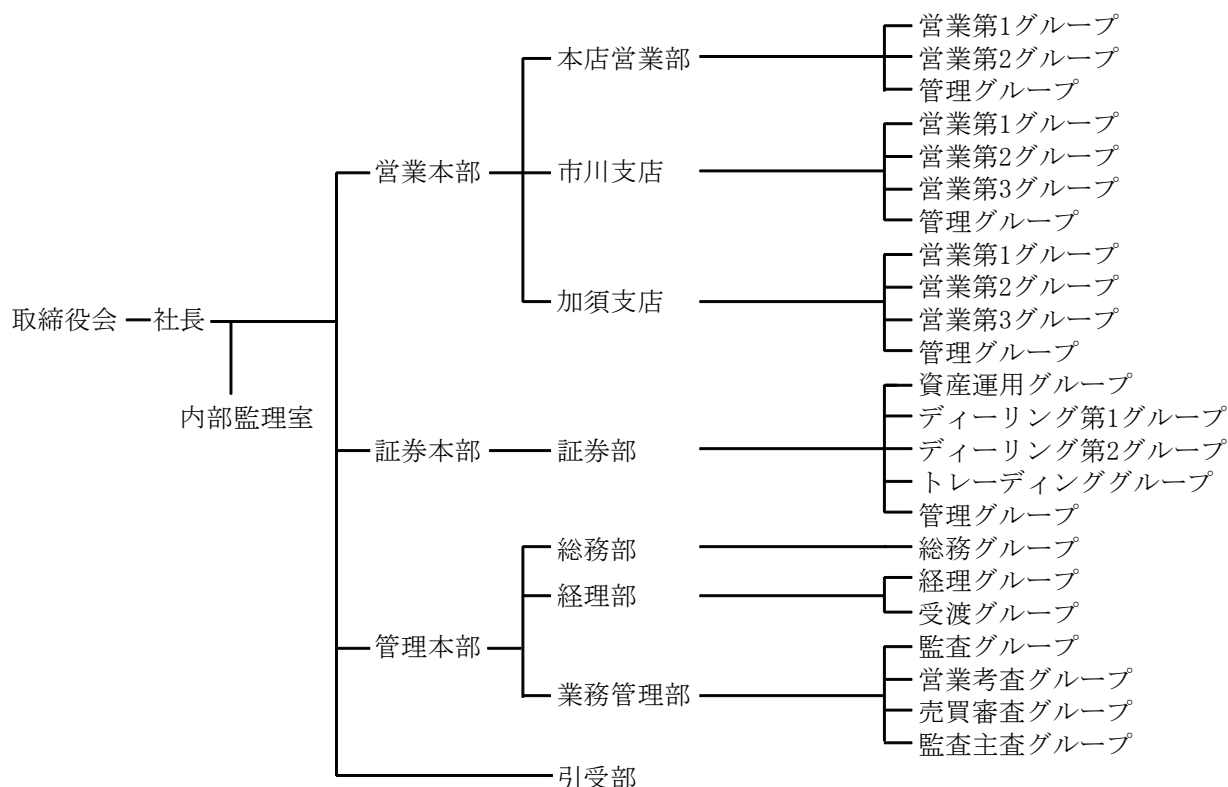 営業第1グループ
本店営業部
営業第2グループ
管理グループ
営業第1グループ
営業第2グループ
営業本部
市川支店
営業第3グループ
管理グループ
営業第1グループ
営業第2グループ
加須支店
営業第3グループ
取締役会
社長
管理グループ
内部監理室
資産運用グループ
ディーリング第1グループ
証券本部
証券部
ディーリング第2グループ
トレーディンググループ
管理グループ
総務部
総務グループ
経理部
経理グループ
受渡グループ
管理本部
監査グループ
営業考査グループ
業務管理部
売買審査グループ
監査主査グループ
引受部